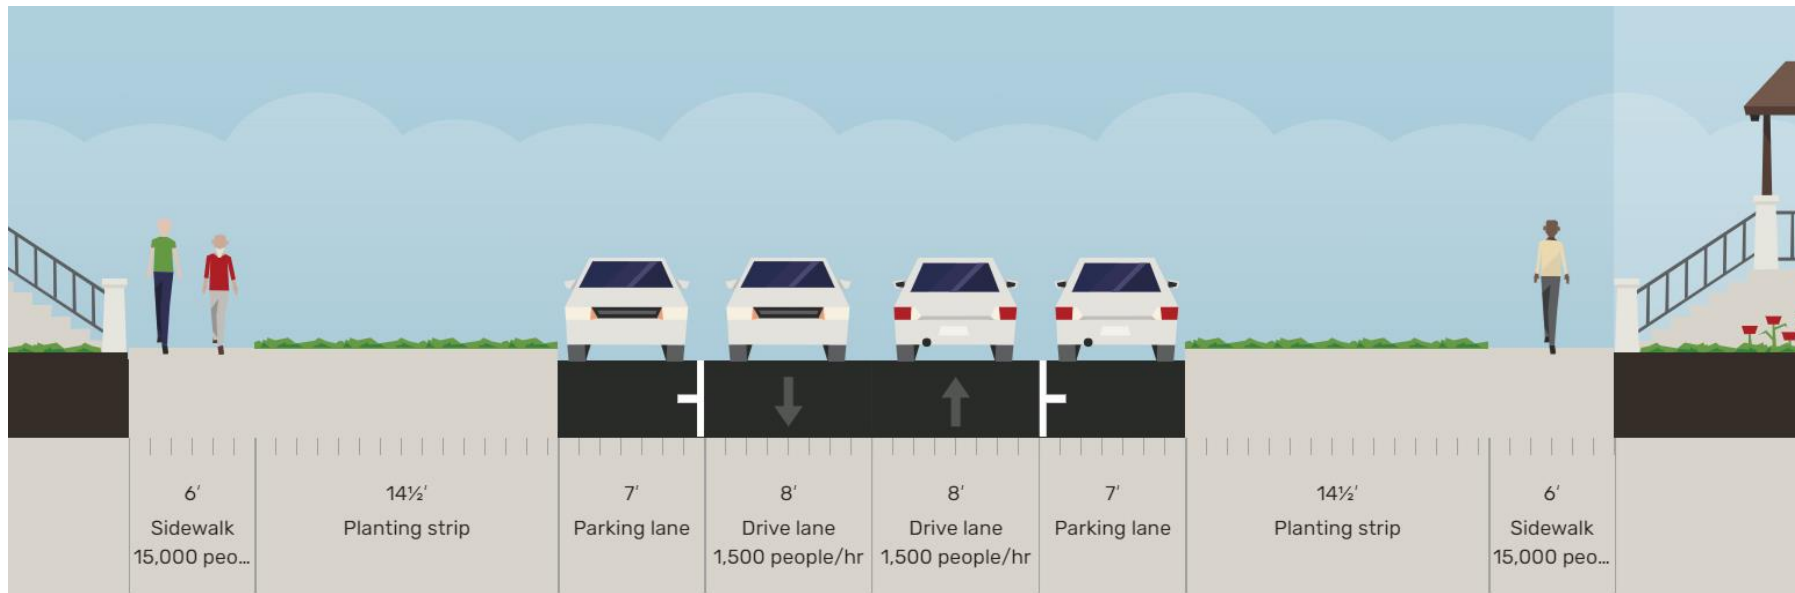 6′
Sidewalk
15,000 peo...
14½′
Planting strip
7′
Parking lane
8′
Drive lane
1,500 people/hr
8′
Drive lane
1,500 people/hr
7′
Parking lane
14½′
Planting strip
6′
Sidewalk
15,000 peo...